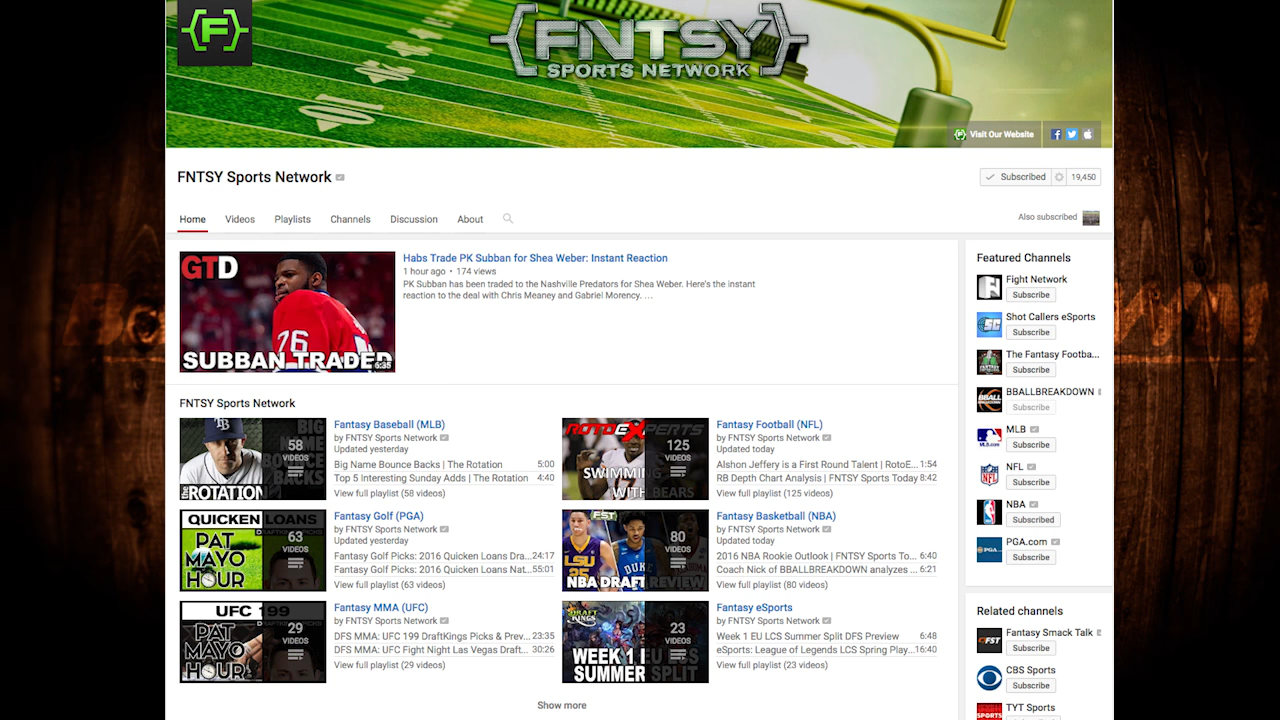 {F}
{FNTSY}
SPORTS NETWORK
Visit Our Website
FNTSY Sports Network
Subscribed 19,450
Home Videos Playlists Channels Discussion About
Also subscribed
GTD
76
SUBBAN TRADED
6:35
Habs Trade PK Subban for Shea Weber: Instant Reaction
1 hour ago • 174 views
PK Subban has been traded to the Nashville Predators for Shea Weber. Here's the instant
reaction to the deal with Chris Meaney and Gabriel Morency. ...
FNTSY Sports Network
BIG NAME BOUNCE BACKS
the ROTATION
58
VIDEOS
Fantasy Baseball (MLB)
by FNTSY Sports Network
Updated yesterday
Big Name Bounce Backs | The Rotation 5:00
Top 5 Interesting Sunday Adds | The Rotation 4:40
View full playlist (58 videos)
ROTOEXPERTS
SWIMMING
WITH BEARS
125
VIDEOS
Fantasy Football (NFL)
by FNTSY Sports Network
Updated today
Alshon Jeffery is a First Round Talent | RotoE... 1:54
RB Depth Chart Analysis | FNTSY Sports Today 8:42
View full playlist (125 videos)
QUICKEN LOANS
PAT
MAYO
HOUR
63
VIDEOS
Fantasy Golf (PGA)
by FNTSY Sports Network
Updated yesterday
Fantasy Golf Picks: 2016 Quicken Loans Dra... 24:17
Fantasy Golf Picks: 2016 Quicken Loans Nat... 55:01
View full playlist (63 videos)
FST
LSU
25
DUKE
NBA DRAFT REVIEW
80
VIDEOS
Fantasy Basketball (NBA)
by FNTSY Sports Network
Updated today
2016 NBA Rookie Outlook | FNTSY Sports To... 6:40
Coach Nick of BBALLBREAKDOWN analyzes ... 6:21
View full playlist (80 videos)
UFC 199
PAT
MAYO
HOUR
29
VIDEOS
Fantasy MMA (UFC)
by FNTSY Sports Network
DFS MMA: UFC 199 DraftKings Picks & Prev... 23:35
DFS MMA: UFC Fight Night Las Vegas Draft... 30:26
View full playlist (29 videos)
DRAFT
KINGS
WEEK 1 EU LCS
SUMMER SPLIT
23
VIDEOS
Fantasy eSports
by FNTSY Sports Network
Week 1 EU LCS Summer Split DFS Preview 6:48
eSports: League of Legends LCS Spring Play... 16:40
View full playlist (23 videos)
Show more
Featured Channels
Fight Network
Subscribe
Shot Callers eSports
Subscribe
The Fantasy Footba...
Subscribe
BBALLBREAKDOWN
Subscribe
MLB
Subscribe
NFL
Subscribe
NBA
Subscribed
PGA.com
Subscribe
Related channels
Fantasy Smack Talk
Subscribe
CBS Sports
Subscribe
TYT Sports